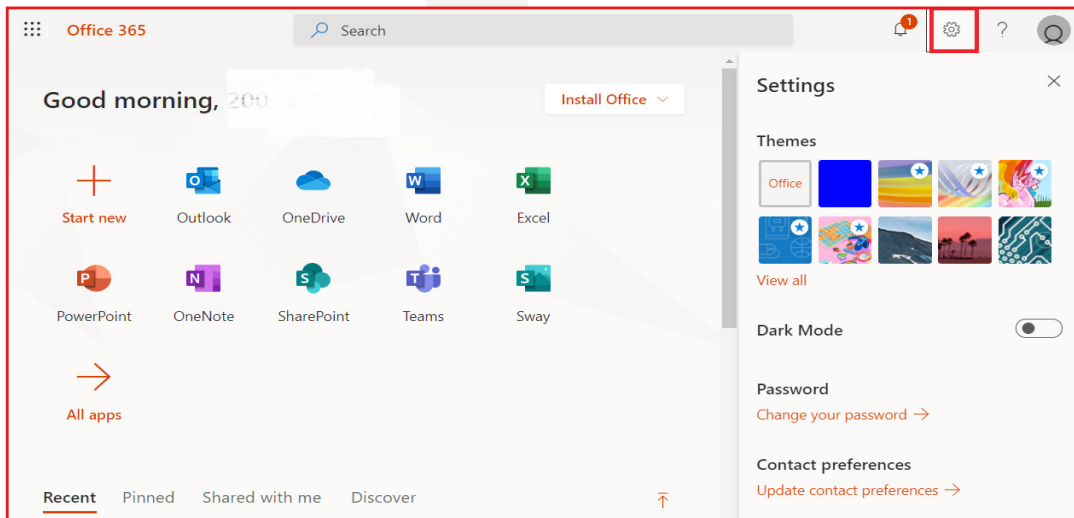 Office 365
Search
1
?
Good morning,
Install Office
Start new
Outlook
OneDrive
Word
Excel
PowerPoint
OneNote
SharePoint
Teams
Sway
All apps
Recent
Pinned
Shared with me
Discover
Settings
Themes
Office
View all
Dark Mode
Password
Change your password →
Contact preferences
Update contact preferences →